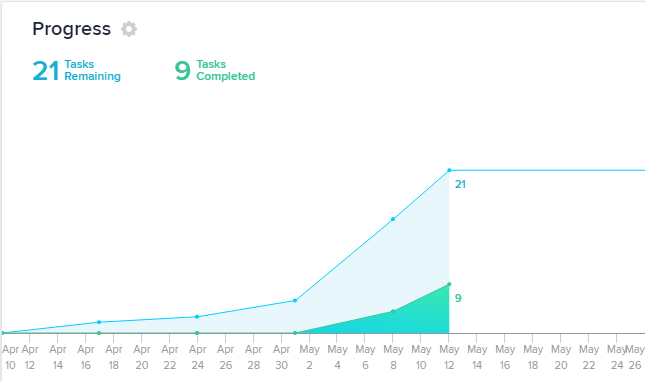 Progress
21 Tasks Remaining
9 Tasks Completed
21
9
Apr 10 Apr 12 Apr 14 Apr 16 Apr 18 Apr 20 Apr 22 Apr 24 Apr 26 Apr 28 Apr 30 May 2 May 4 May 6 May 8 May 10 May 12 May 14 May 16 May 18 May 20 May 22 May 24 May 26